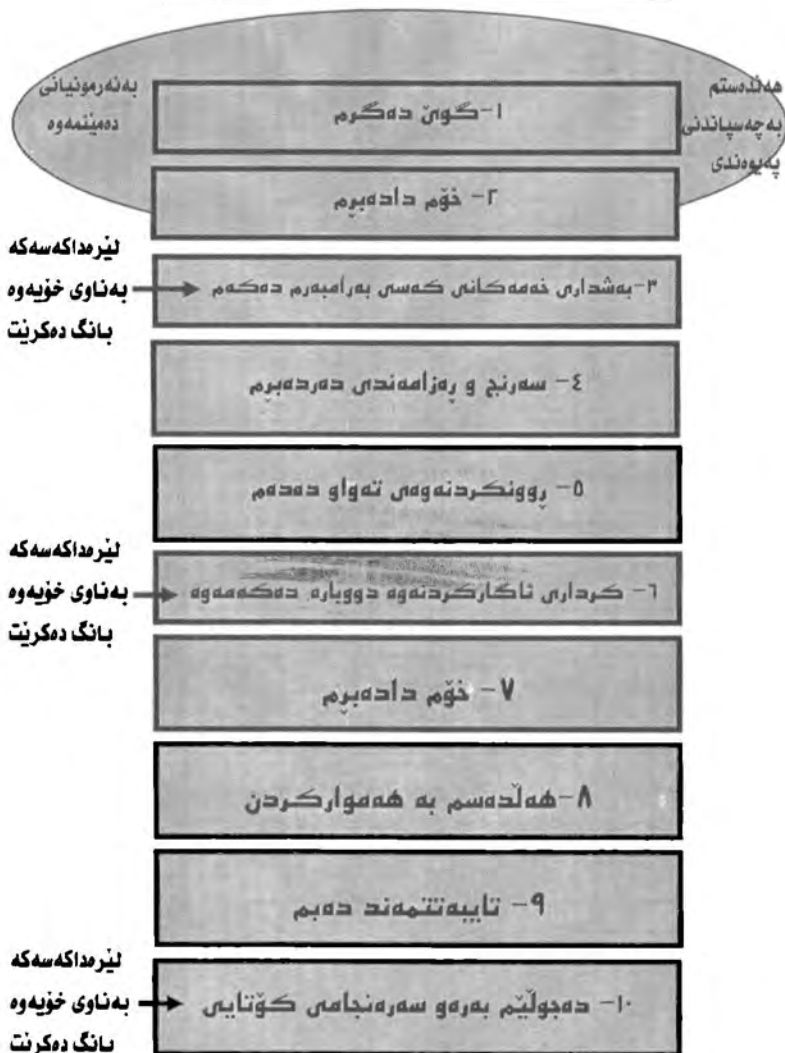 هەڵدەستم
بەچەسپاندنی
پەیوەندی
بەنەرمونیانی
دەمێنمەوە
١-گوێ دەگرم
٢- خۆم دادەبڕم
٣-بەشداری خەمەکانی کەسی بەرامبەرم دەکەم
لێرەداکەسەکە
بەناوی خۆیەوە
بانگ دەکرێت
٤- سەرنج و ڕەزامەندی دەردەبڕم
٥- ڕوونکردنەوەی تەواو دەدەم
٦- کرداری ئاگارکردنەوە دووبارە دەکەمەوە
لێرەداکەسەکە
بەناوی خۆیەوە
بانگ دەکرێت
٧- خۆم دادەبڕم
٨-هەڵدەسم بە هەموارکردن
٩- تایبەتتمەند دەبم
١٠- دەجوڵێم بەرەو سەرەنجامی کۆتایی
لێرەداکەسەکە
بەناوی خۆیەوە
بانگ دەکرێت